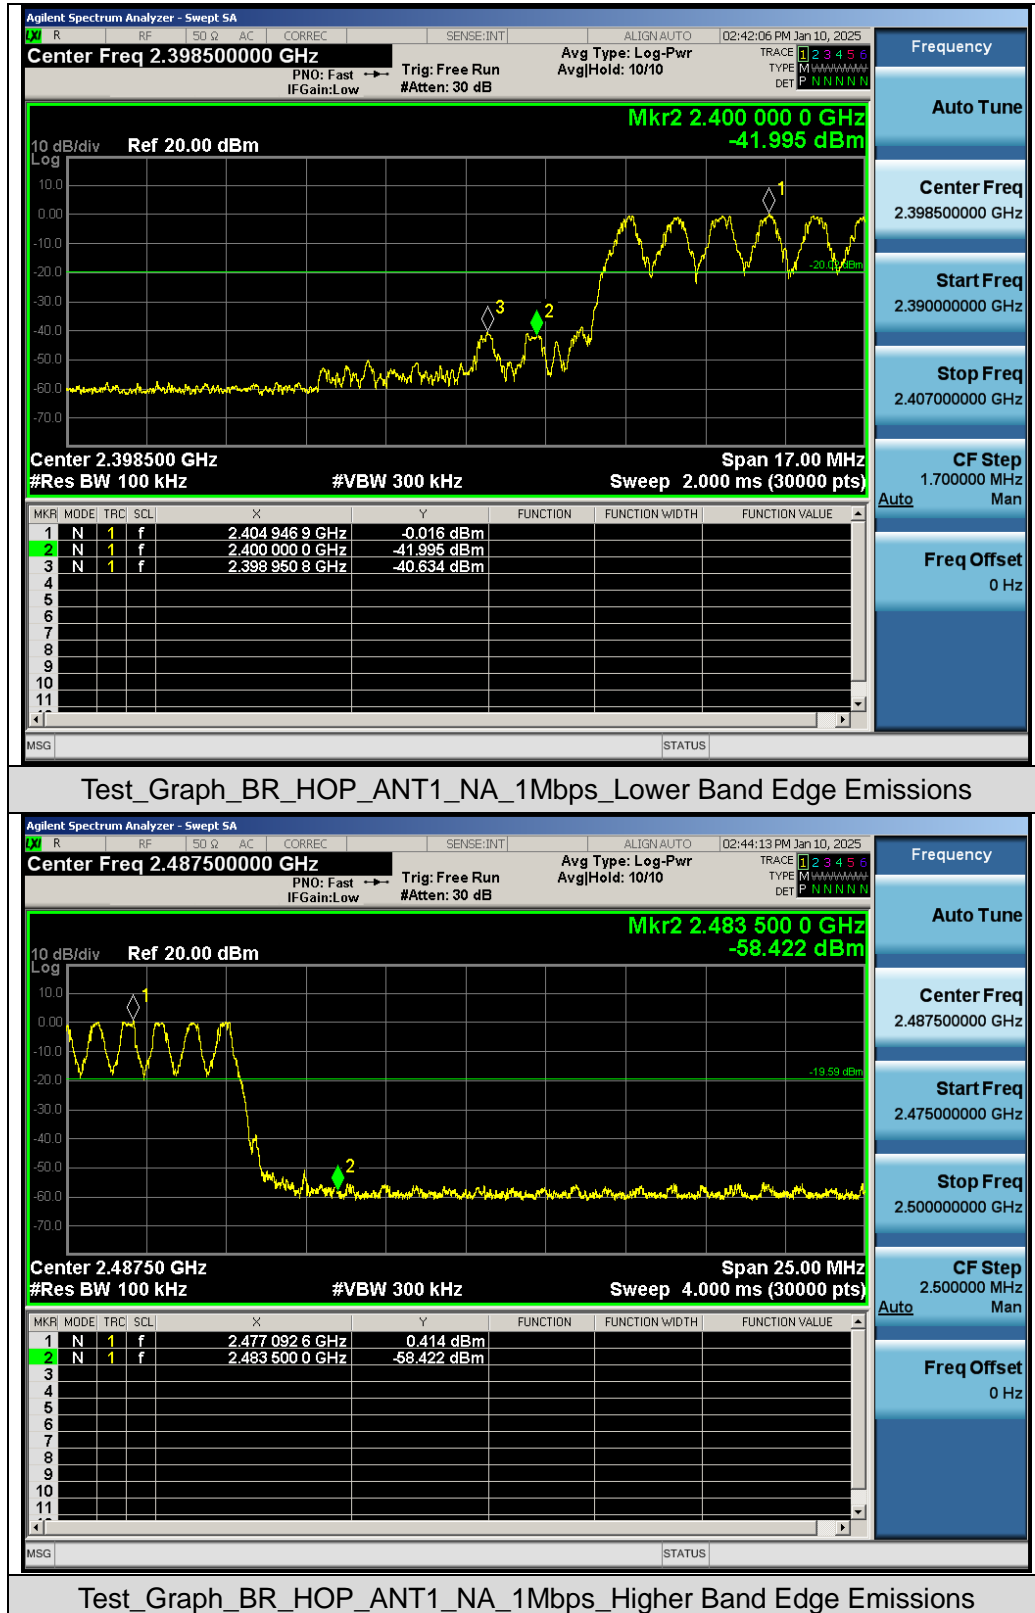 Agilent Spectrum Analyzer - Swept SA
LXI R RF 50 Ω AC CORREC SENSE:INT ALIGN AUTO 02:42:06 PM Jan 10, 2025
Center Freq 2.398500000 GHz
PNO: Fast
IFGain:Low
Trig: Free Run
#Atten: 30 dB
Avg Type: Log-Pwr
Avg|Hold: 10/10
TRACE 1 2 3 4 5 6
TYPE M WWWWW
DET P N N N N N
Mkr2 2.400 000 0 GHz
-41.995 dBm
10 dB/div Ref 20.00 dBm
Log
10.0
0.00
-10.0
-20.0
-30.0
-40.0
-50.0
-60.0
-70.0
1
3
2
Center 2.398500 GHz Span 17.00 MHz
#Res BW 100 kHz #VBW 300 kHz Sweep 2.000 ms (30000 pts)
MKR MODE TRC SCL X Y FUNCTION FUNCTION WIDTH FUNCTION VALUE
1 N 1 f 2.404 946 9 GHz -0.016 dBm
2 N 1 f 2.400 000 0 GHz -41.995 dBm
3 N 1 f 2.398 950 8 GHz -40.634 dBm
4
5
6
7
8
9
10
11
MSG STATUS
Frequency
Auto Tune
Center Freq
2.398500000 GHz
Start Freq
2.390000000 GHz
Stop Freq
2.407000000 GHz
CF Step
1.700000 MHz
Auto Man
Freq Offset
0 Hz
Test_Graph_BR_HOP_ANT1_NA_1Mbps_Lower Band Edge Emissions
Agilent Spectrum Analyzer - Swept SA
LXI R RF 50 Ω AC CORREC SENSE:INT ALIGN AUTO 02:44:13 PM Jan 10, 2025
Center Freq 2.487500000 GHz
PNO: Fast
IFGain:Low
Trig: Free Run
#Atten: 30 dB
Avg Type: Log-Pwr
Avg|Hold: 10/10
TRACE 1 2 3 4 5 6
TYPE M WWWWW
DET P N N N N N
Mkr2 2.483 500 0 GHz
-58.422 dBm
10 dB/div Ref 20.00 dBm
Log
10.0
0.00
-10.0
-20.0
-30.0
-40.0
-50.0
-60.0
-70.0
1
-19.59 dBm
2
Center 2.48750 GHz Span 25.00 MHz
#Res BW 100 kHz #VBW 300 kHz Sweep 4.000 ms (30000 pts)
MKR MODE TRC SCL X Y FUNCTION FUNCTION WIDTH FUNCTION VALUE
1 N 1 f 2.477 092 6 GHz 0.414 dBm
2 N 1 f 2.483 500 0 GHz -58.422 dBm
3
4
5
6
7
8
9
10
11
MSG STATUS
Frequency
Auto Tune
Center Freq
2.487500000 GHz
Start Freq
2.475000000 GHz
Stop Freq
2.500000000 GHz
CF Step
2.500000 MHz
Auto Man
Freq Offset
0 Hz
Test_Graph_BR_HOP_ANT1_NA_1Mbps_Higher Band Edge Emissions